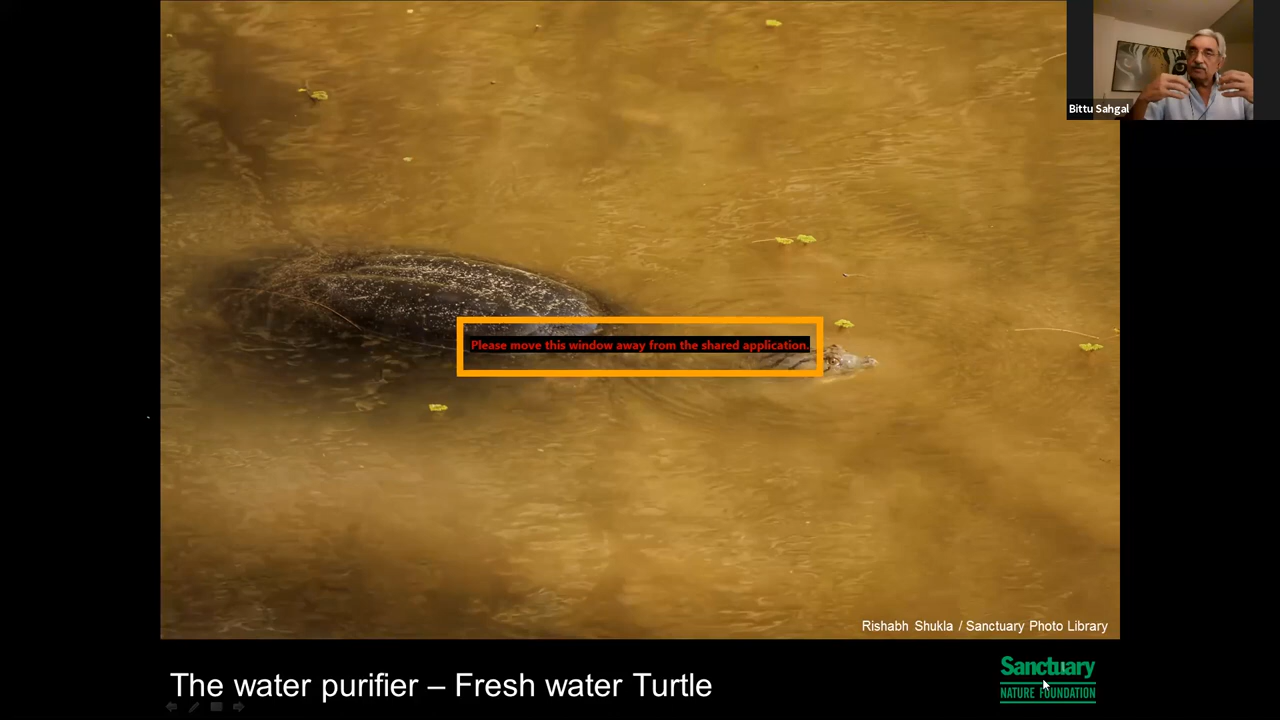 Bittu Sahgal
Please move this window away from the shared application.
Rishabh Shukla / Sanctuary Photo Library
The water purifier – Fresh water Turtle
Sanctuary
NATURE FOUNDATION